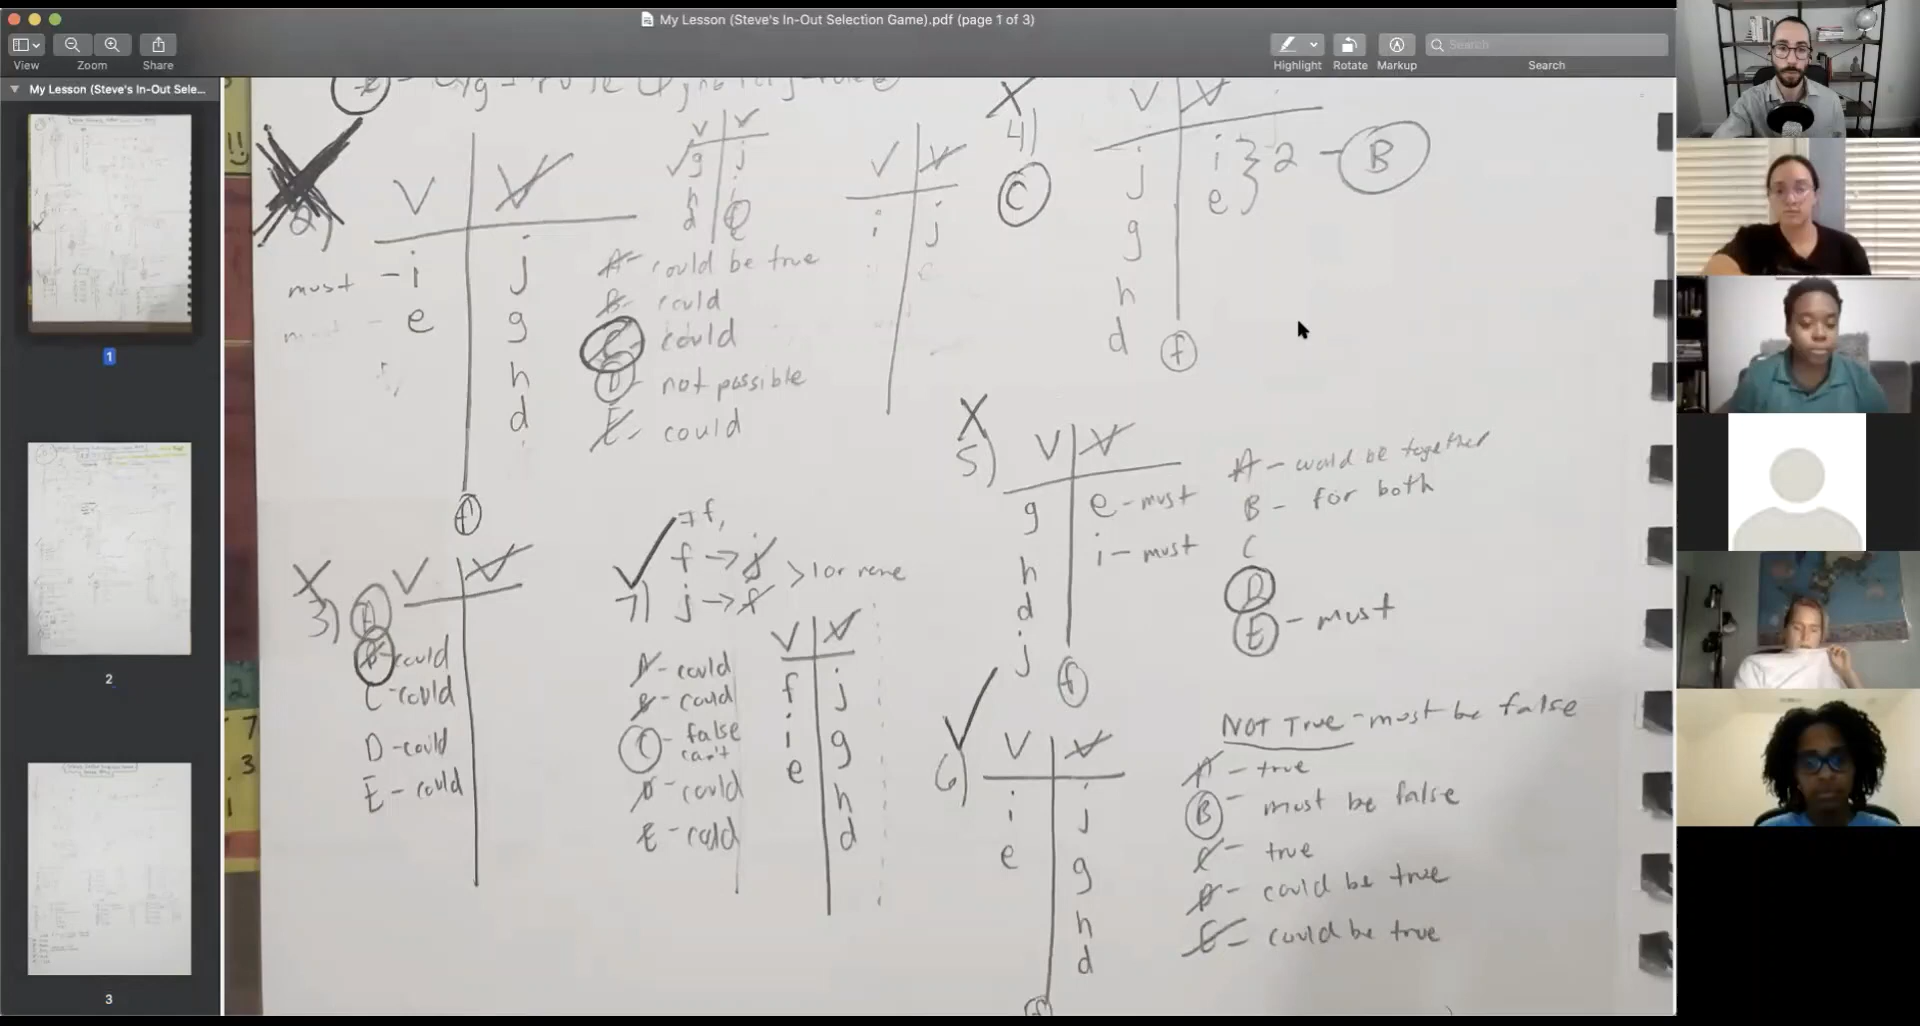 My Lesson (Steve's In-Out Selection Game).pdf (page 1 of 3)
View
Zoom
Share
Highlight
Rotate
Markup
Search
Search
My Lesson (Steve's In-Out Sele...
1
2
3
2)
V V
must - i j
e g
h
d
f
V V
g j
h i
d
A - could be true
B - could
C - could
D - not possible
E - could
V V
i j
4)
C
V V
j i } 2 - B
j e
g
h
d f
3)
V V
- could
C - could
D - could
E - could
7)
f,
f → j
j → f
> 1 or none
V V
f j
i g
e h
d
A - could
B - could
C - false
can't
D - could
E - could
5)
V V
g e - must
h i - must
d
j
f
A - would be together
B - for both
C
D
E - must
6)
V V
i j
e g
h
d
f
NOT TRUE - must be false
A - true
B - must be false
C - true
D - could be true
E - could be true